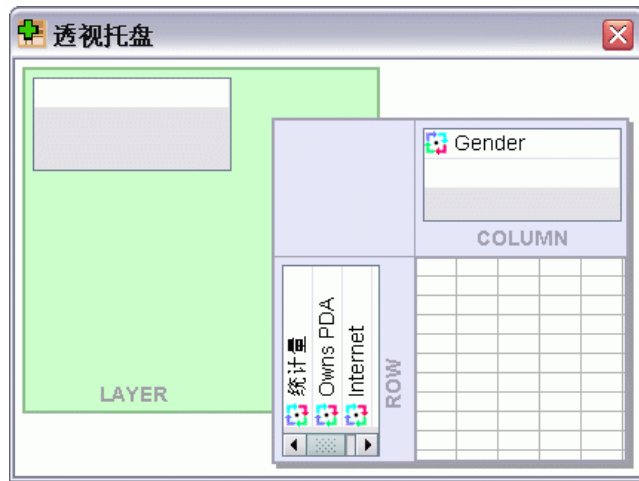 透视托盘
Gender
COLUMN
统计量
Owns PDA
Internet
ROW
LAYER